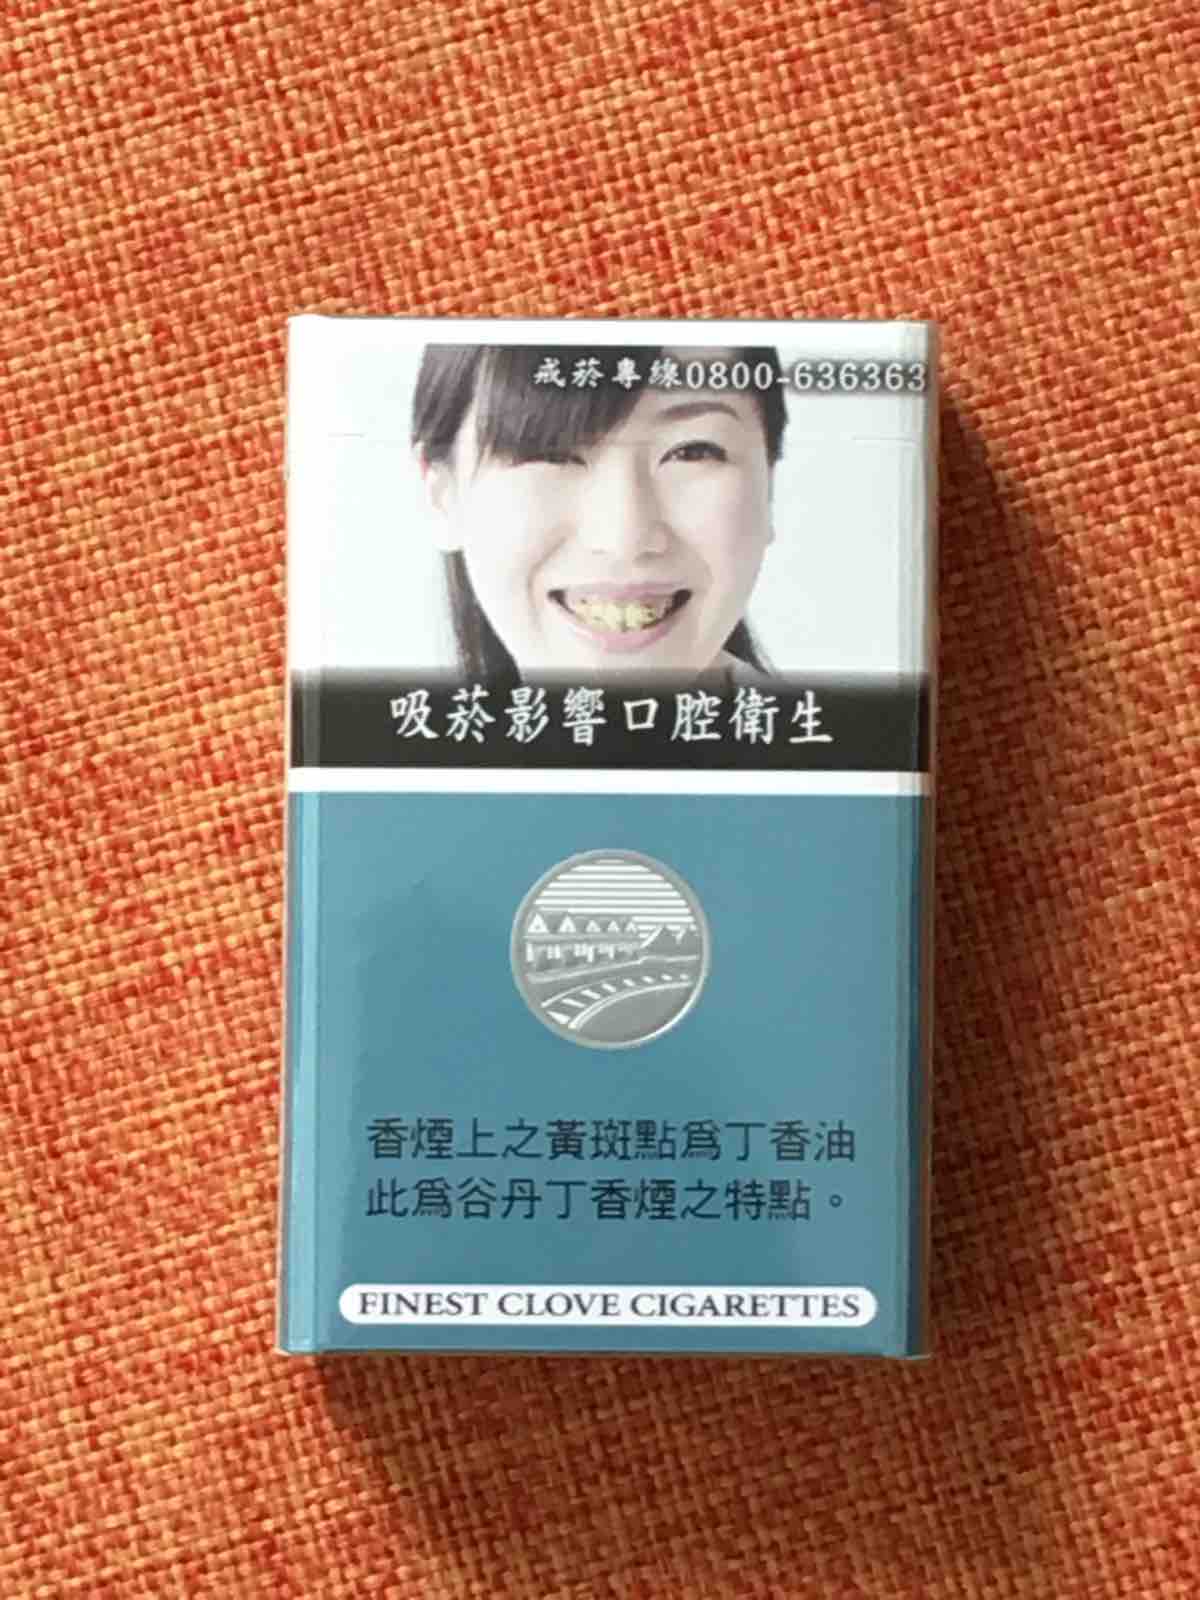 戒菸專線0800-636363
吸菸影響口腔衛生
香煙上之黃斑點為丁香油
此為谷丹丁香煙之特點。
FINEST CLOVE CIGARETTES